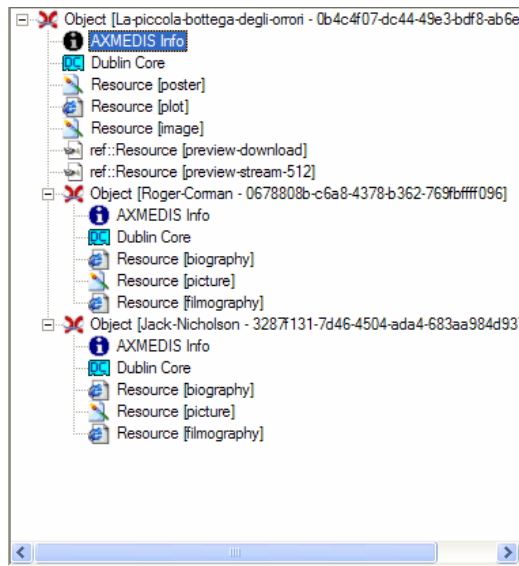 Object [La-piccola-bottega-degli-orrori - 0b4c4f07-dc44-49e3-bdf8-ab6e
AXMEDIS Info
DC Dublin Core
Resource [poster]
Resource [plot]
Resource [image]
ref::Resource [preview-download]
ref::Resource [preview-stream-512]
Object [Roger-Corman - 0678808b-c6a8-4378-b362-769fbffff096]
AXMEDIS Info
DC Dublin Core
Resource [biography]
Resource [picture]
Resource [filmography]
Object [Jack-Nicholson - 3287f131-7d46-4504-ada4-683aa984d93
AXMEDIS Info
DC Dublin Core
Resource [biography]
Resource [picture]
Resource [filmography]